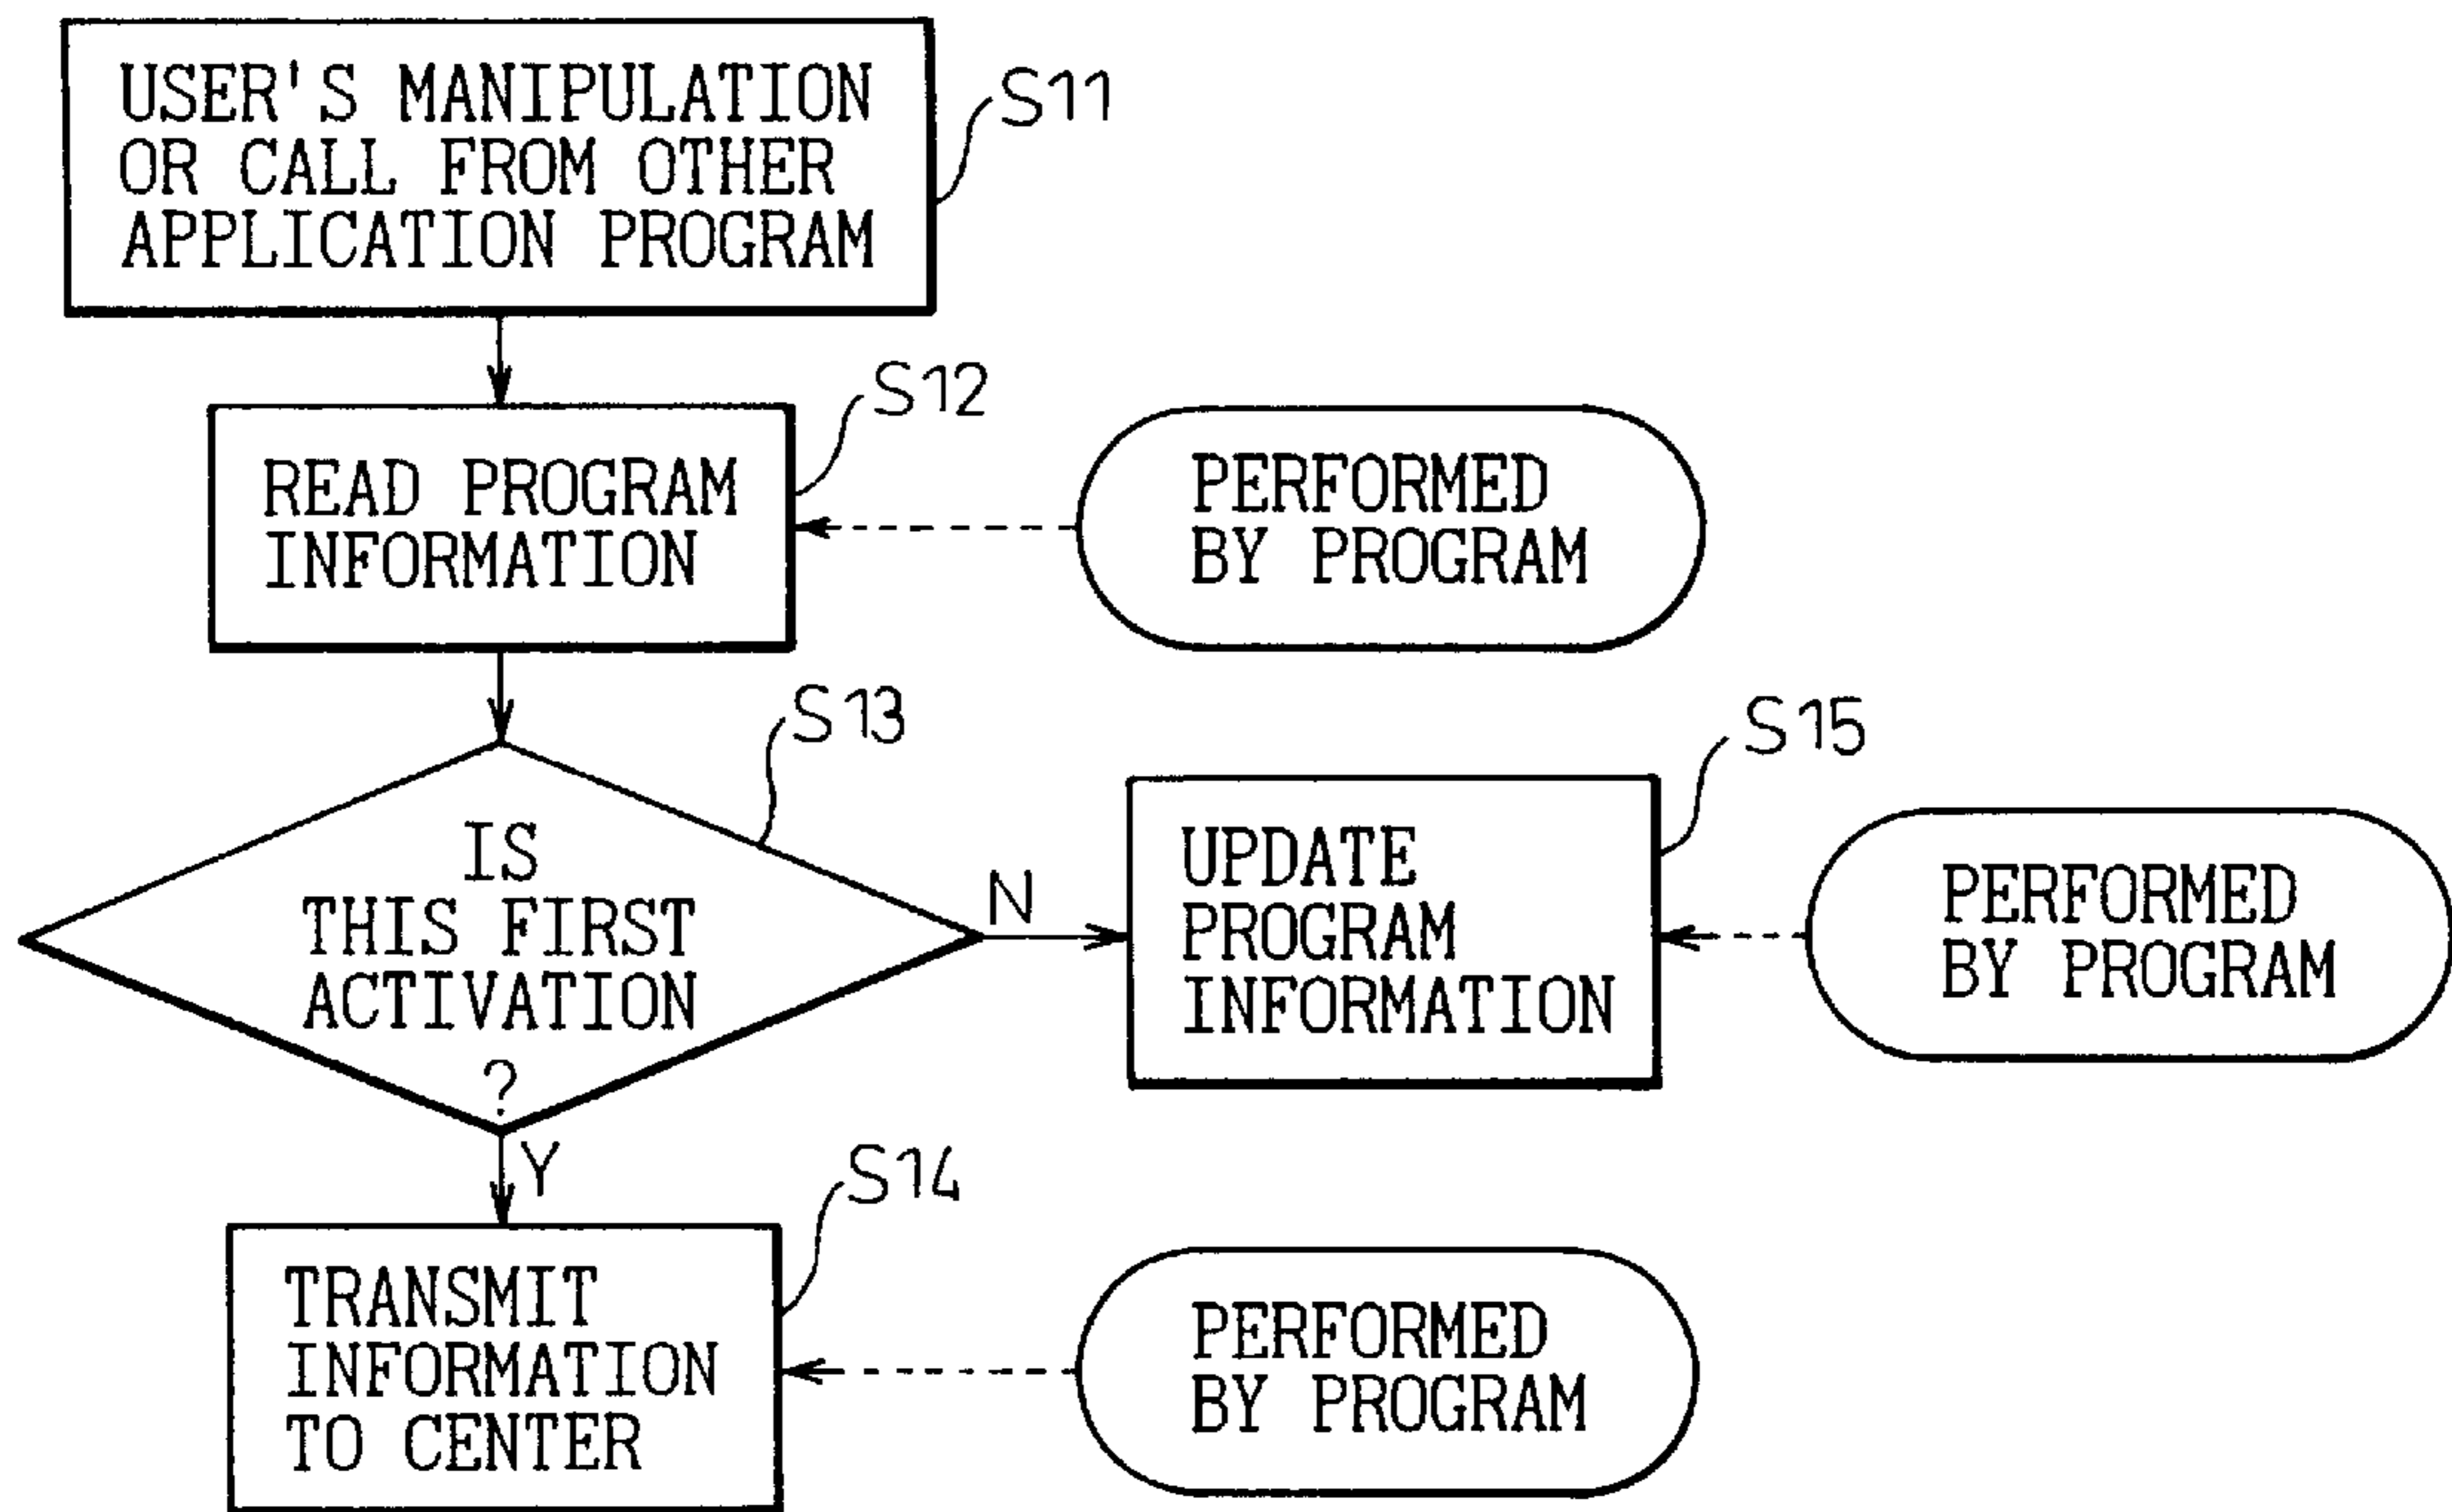 USER'S MANIPULATION
OR CALL FROM OTHER
APPLICATION PROGRAM
S11
S12
READ PROGRAM
INFORMATION
PERFORMED
BY PROGRAM
S13
IS
THIS FIRST
ACTIVATION
?
N
S15
UPDATE
PROGRAM
INFORMATION
PERFORMED
BY PROGRAM
Y
S14
TRANSMIT
INFORMATION
TO CENTER
PERFORMED
BY PROGRAM